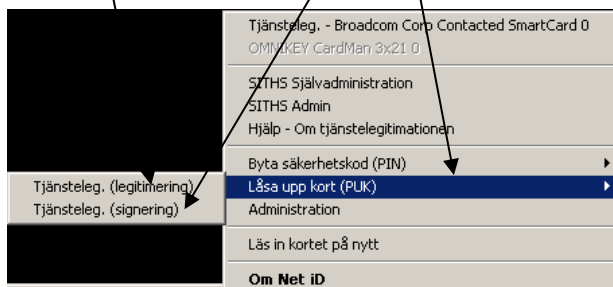 Tjänsteleg. - Broadcom Corp Contacted SmartCard 0
OMNIKEY CardMan 3x21 0
SITHS Självadministration
SITHS Admin
Hjälp - Om tjänstelegitimationen
Byta säkerhetskod (PIN)
Låsa upp kort (PUK)
Tjänsteleg. (legitimering)
Tjänsteleg. (signering)
Administration
Läs in kortet på nytt
Om Net iD